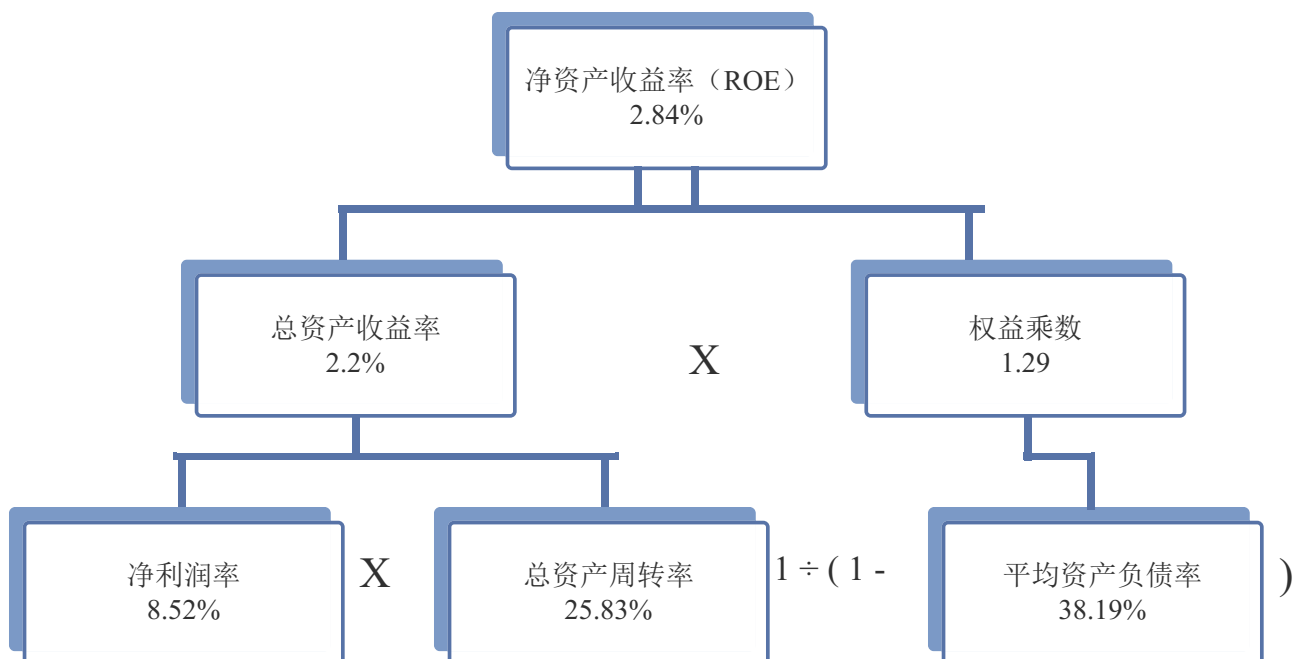 净资产收益率（ROE）
2.84%
总资产收益率
2.2%
X
权益乘数
1.29
净利润率
8.52%
X
总资产周转率
25.83%
1 ÷ ( 1 -
平均资产负债率
38.19%
)